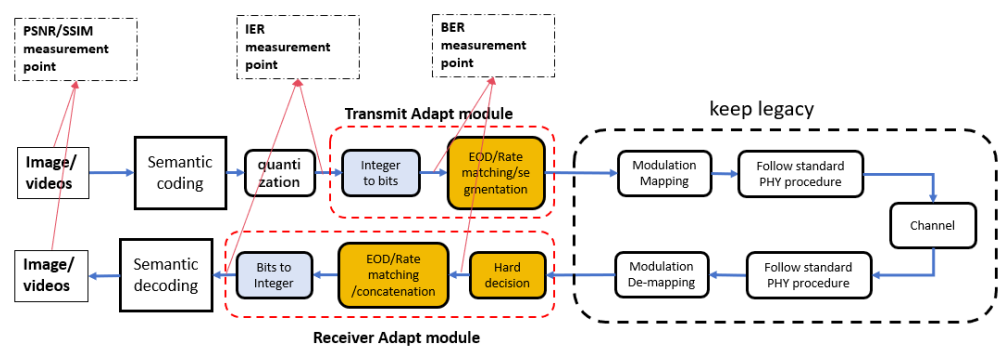 PSNR/SSIM
measurement
point
IER
measurement
point
BER
measurement
point
Transmit Adapt module
keep legacy
Image/
videos
Semantic
coding
quanti
zation
Integer
to bits
EOD/Rate
matching/se
gmentation
Modulation
Mapping
Follow standard
PHY procedure
Channel
Image/
videos
Semantic
decoding
Bits to
Integer
EOD/Rate
matching
/concatenation
Hard
decision
Modulation
De-mapping
Follow standard
PHY procedure
Receiver Adapt module